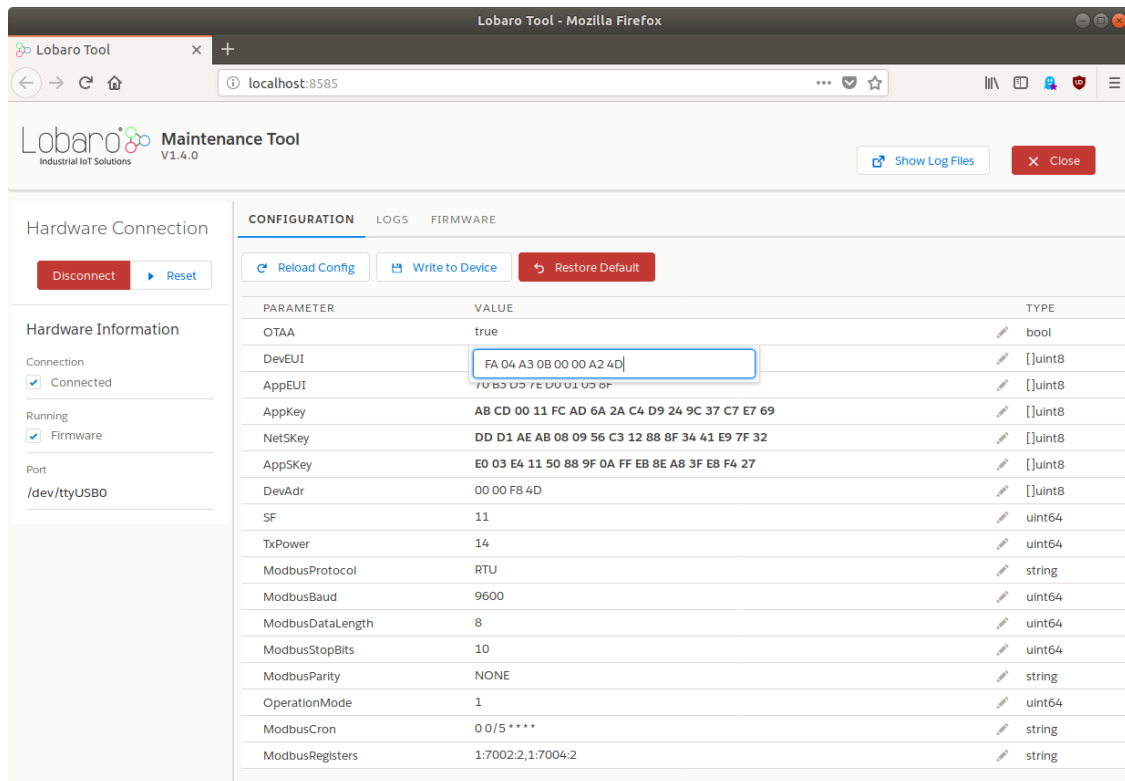 Lobaro Tool - Mozilla Firefox
Lobaro Tool
localhost:8585
Lobaro
Industrial IoT Solutions
Maintenance Tool
V1.4.0
Show Log Files
Close
Hardware Connection
Disconnect
Reset
Hardware Information
Connection
Connected
Running
Firmware
Port
/dev/ttyUSB0
CONFIGURATION LOGS FIRMWARE
Reload Config Write to Device Restore Default
PARAMETER VALUE TYPE
OTAA true bool
DevEUI FA 04 A3 0B 00 00 A2 4D []uint8
AppEUI 70 B3 D5 7E D0 01 05 8F []uint8
AppKey AB CD 00 11 FC AD 6A 2A C4 D9 24 9C 37 C7 E7 69 []uint8
NetSKey DD D1 AE AB 08 09 56 C3 12 88 8F 34 41 E9 7F 32 []uint8
AppSKey E0 03 E4 11 50 88 9F 0A FF EB 8E A8 3F E8 F4 27 []uint8
DevAdr 00 00 F8 4D []uint8
SF 11 uint64
TxPower 14 uint64
ModbusProtocol RTU string
ModbusBaud 9600 uint64
ModbusDataLength 8 uint64
ModbusStopBits 10 uint64
ModbusParity NONE string
OperationMode 1 uint64
ModbusCron 0 0/5 * * * * string
ModbusRegisters 1:7002:2,1:7004:2 string